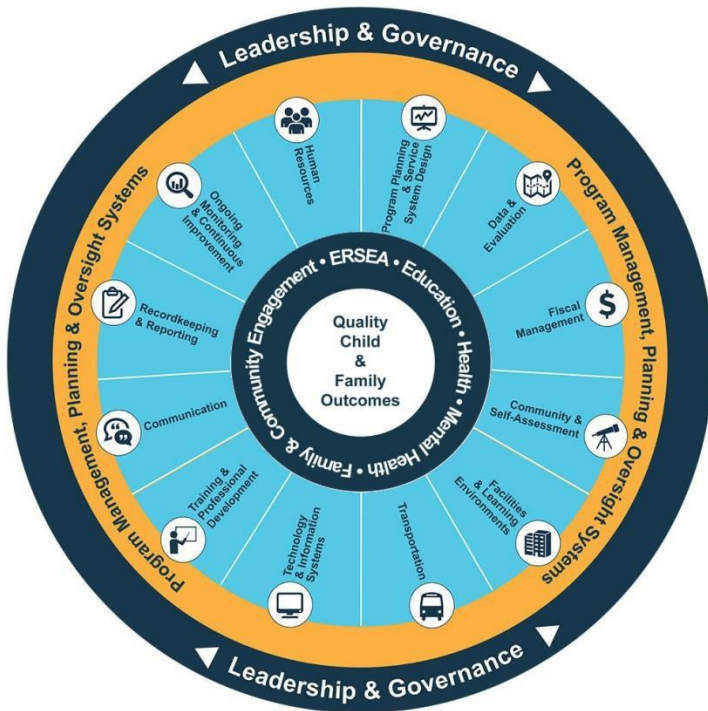 Leadership & Governance
Program Management, Planning & Oversight Systems
Program Management, Planning & Oversight Systems
Human
Resources
Program Planning
& Service
System Design
Data &
Evaluation
Fiscal
Management
Community &
Self-Assessment
Facilities
& Learning
Environments
Transportation
Technology
& Information
Systems
Training &
Professional
Development
Communication
Recordkeeping
& Reporting
Ongoing
Monitoring
& Continuous
Improvement
Family & Community Engagement • ERSEA • Education • Health • Mental Health •
Quality
Child
&
Family
Outcomes
$
Leadership & Governance